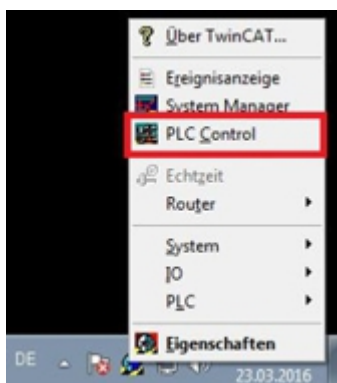 Über TwinCAT...
Ereignisanzeige
System Manager
PLC Control
Echtzeit
Router
System
IO
PLC
Eigenschaften
DE
23.03.2016